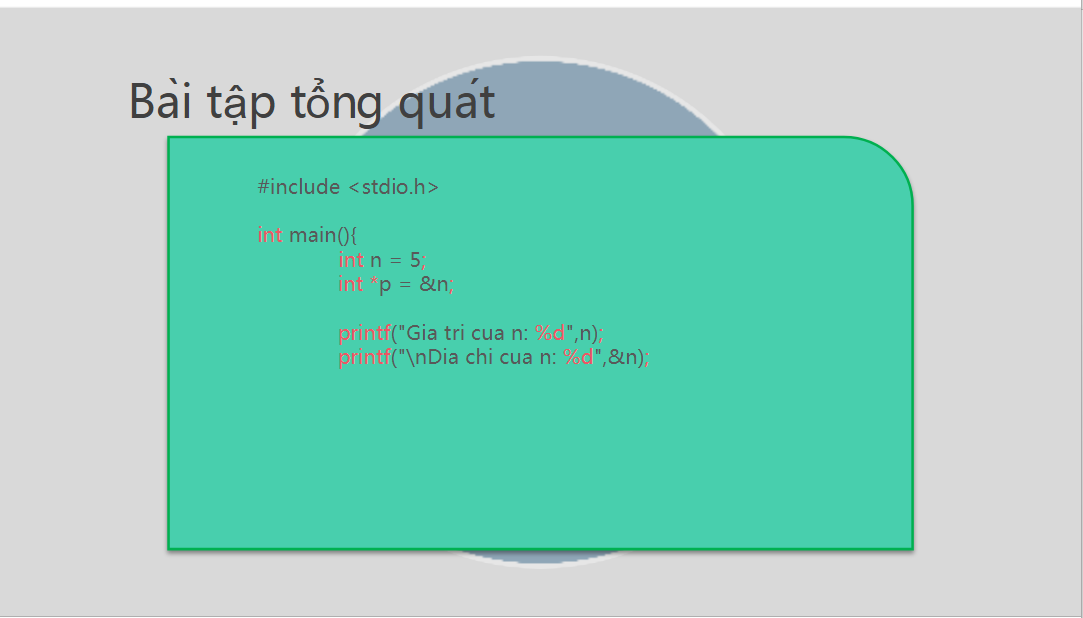 Bài tập tổng quát
#include <stdio.h>
int main(){
int n = 5;
int *p = &n;
printf("Gia tri cua n: %d",n);
printf("\nDia chi cua n: %d",&n);